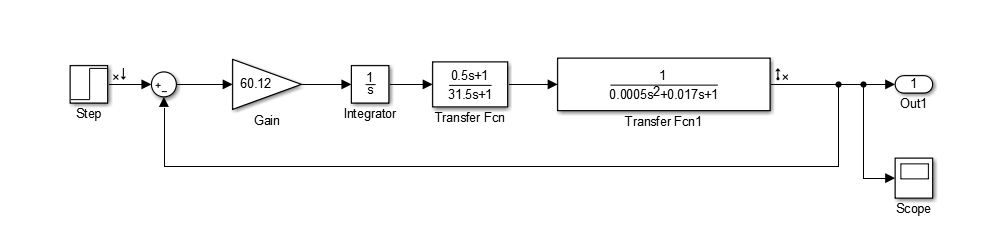 Step
+
−
60.12
Gain
1
s
Integrator
0.5s+1
31.5s+1
Transfer Fcn
1
0.0005s²+0.017s+1
Transfer Fcn1
1
Out1
Scope